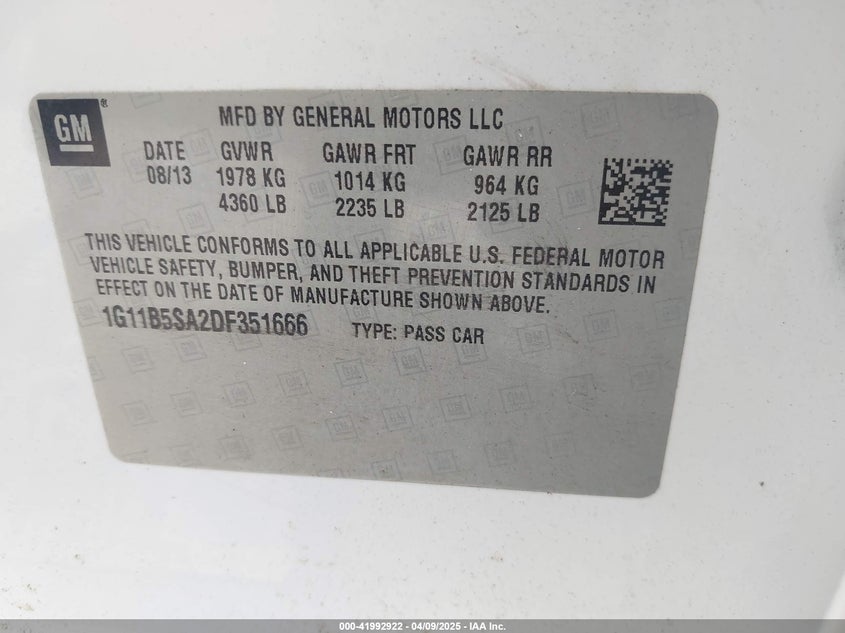 GM®
MFD BY GENERAL MOTORS LLC
DATE GVWR GAWR FRT GAWR RR
08/13 1978 KG 1014 KG 964 KG
4360 LB 2235 LB 2125 LB
THIS VEHICLE CONFORMS TO ALL APPLICABLE U.S. FEDERAL MOTOR
VEHICLE SAFETY, BUMPER, AND THEFT PREVENTION STANDARDS IN
EFFECT ON THE DATE OF MANUFACTURE SHOWN ABOVE.
1G11B5SA2DF351666 TYPE: PASS CAR
000-41992922 - 04/09/2025 - IAA Inc.